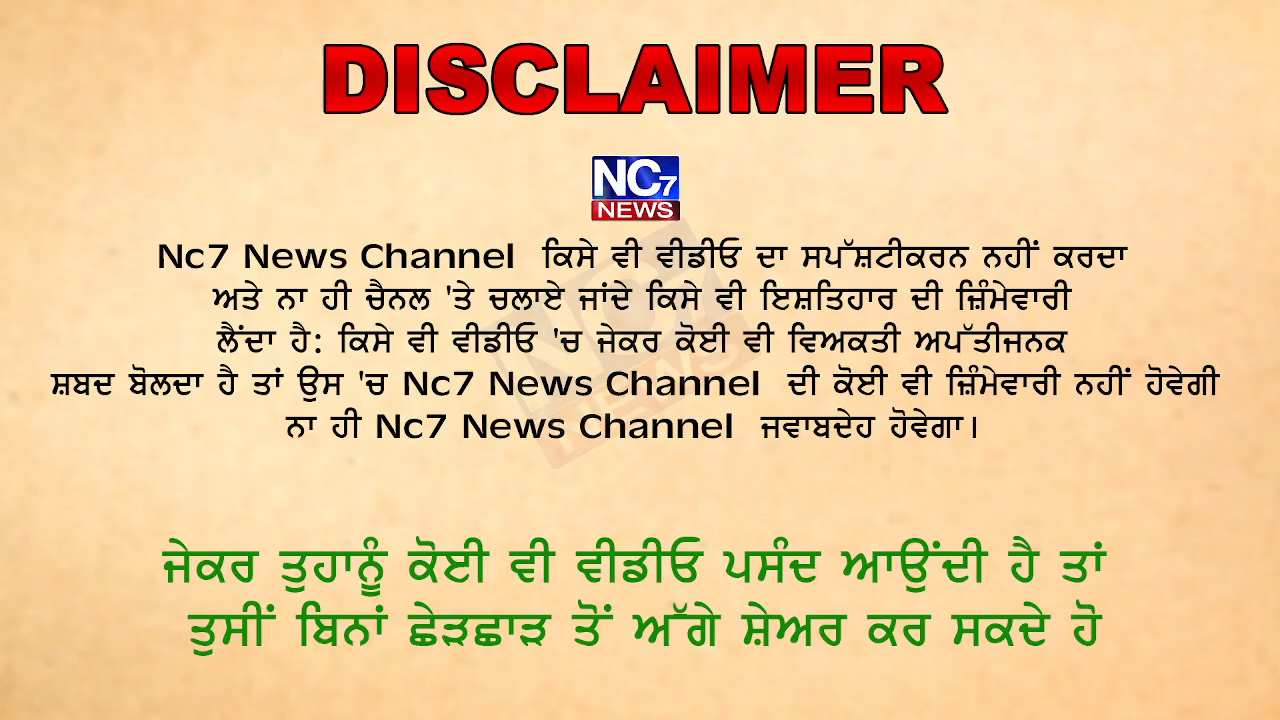 DISCLAIMER
NC7
NEWS
Nc7 News Channel ਕਿਸੇ ਵੀ ਵੀਡੀਓ ਦਾ ਸਪੱਸ਼ਟੀਕਰਨ ਨਹੀਂ ਕਰਦਾ
ਅਤੇ ਨਾ ਹੀ ਚੈਨਲ 'ਤੇ ਚਲਾਏ ਜਾਂਦੇ ਕਿਸੇ ਵੀ ਇਸ਼ਤਿਹਾਰ ਦੀ ਜ਼ਿੰਮੇਵਾਰੀ
ਲੈਂਦਾ ਹੈ: ਕਿਸੇ ਵੀ ਵੀਡੀਓ 'ਚ ਜੇਕਰ ਕੋਈ ਵੀ ਵਿਅਕਤੀ ਅਪੱਤੀਜਨਕ
ਸ਼ਬਦ ਬੋਲਦਾ ਹੈ ਤਾਂ ਉਸ 'ਚ Nc7 News Channel ਦੀ ਕੋਈ ਵੀ ਜ਼ਿੰਮੇਵਾਰੀ ਨਹੀਂ ਹੋਵੇਗੀ
ਨਾ ਹੀ Nc7 News Channel ਜਵਾਬਦੇਹ ਹੋਵੇਗਾ।
ਜੇਕਰ ਤੁਹਾਨੂੰ ਕੋਈ ਵੀ ਵੀਡੀਓ ਪਸੰਦ ਆਉਂਦੀ ਹੈ ਤਾਂ
ਤੁਸੀਂ ਬਿਨਾਂ ਛੇੜਛਾੜ ਤੋਂ ਅੱਗੇ ਸ਼ੇਅਰ ਕਰ ਸਕਦੇ ਹੋ